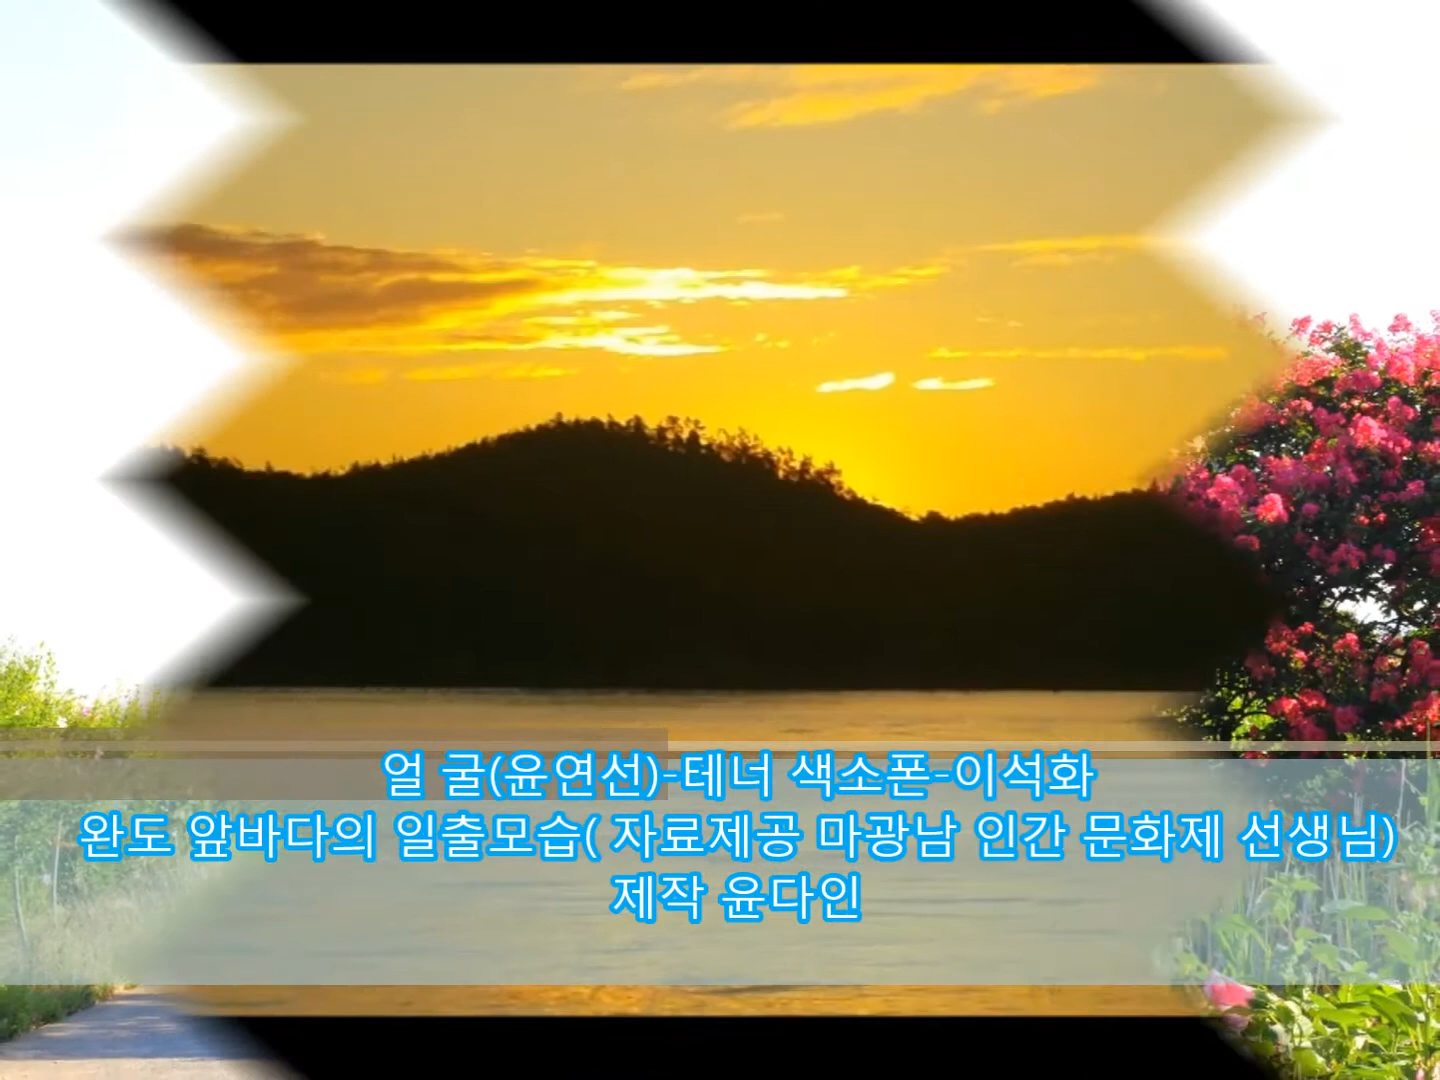 얼 굴(윤연선)-테너 색소폰-이석화
완도 앞바다의 일출모습( 자료제공 마광남 인간 문화제 선생님)
제작 윤다인